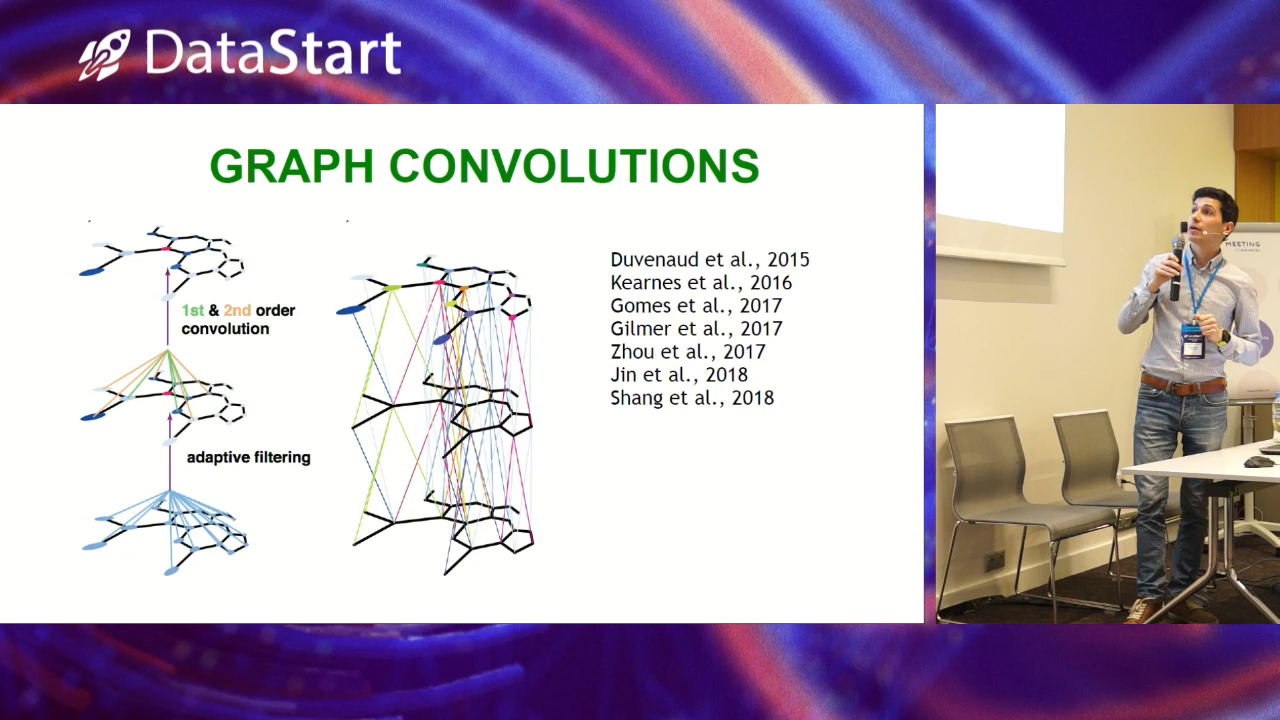 DataStart
GRAPH CONVOLUTIONS
1st & 2nd order
convolution
adaptive filtering
Duvenaud et al., 2015
Kearnes et al., 2016
Gomes et al., 2017
Gilmer et al., 2017
Zhou et al., 2017
Jin et al., 2018
Shang et al., 2018
MEETING